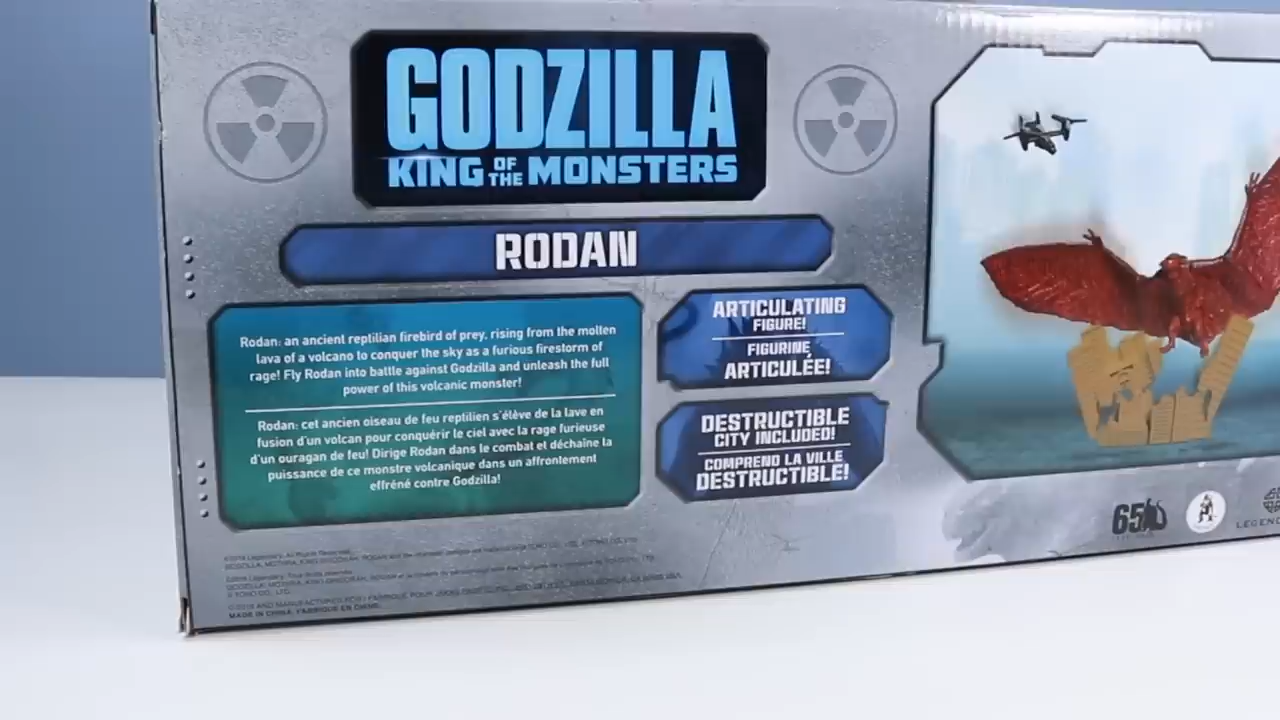 GODZILLA
KING OF THE MONSTERS
RODAN
Rodan: an ancient reptilian firebird of prey, rising from the molten
lava of a volcano to conquer the sky as a furious firestorm of
rage! Fly Rodan into battle against Godzilla and unleash the full
power of this volcanic monster!
Rodan: cet ancien oiseau de feu reptilien s'élève de la lave en
fusion d'un volcan pour conquérir le ciel avec la rage furieuse
d'un ouragan de feu! Dirige Rodan dans le combat et déchaîne la
puissance de ce monstre volcanique dans un affrontement
effréné contre Godzilla!
ARTICULATING
FIGURE!
FIGURINE
ARTICULÉE!
DESTRUCTIBLE
CITY INCLUDED!
COMPREND LA VILLE
DESTRUCTIBLE!
65
LEGEND
MADE IN CHINA. FABRIQUÉ EN CHINE.